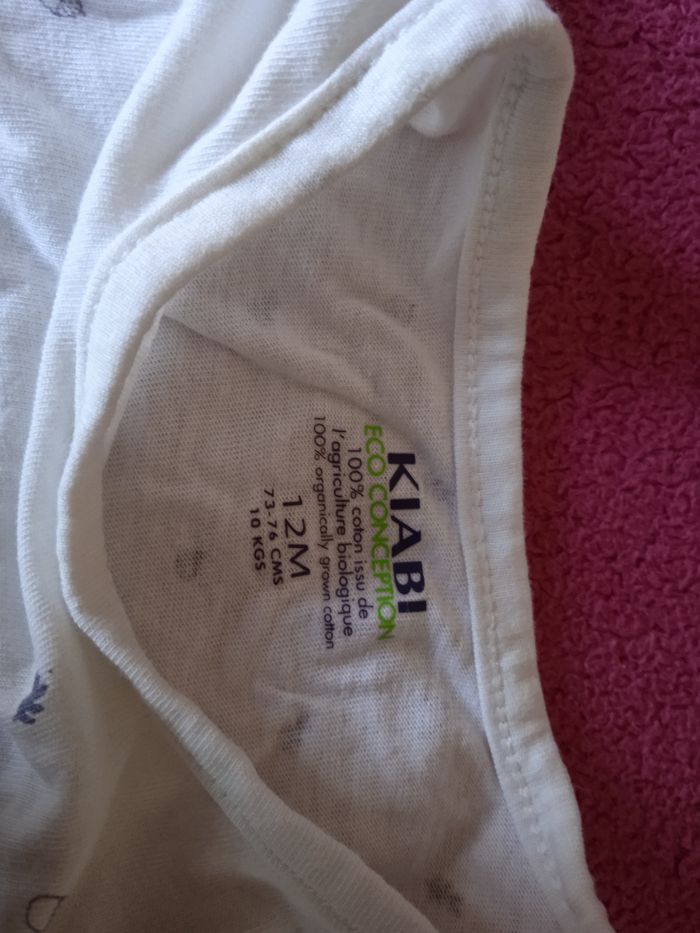 KIABI
ECO CONCEPTION
100% coton issu de
l'agriculture biologique
100% organically grown cotton
12M
73-76 CMS
10 KGS